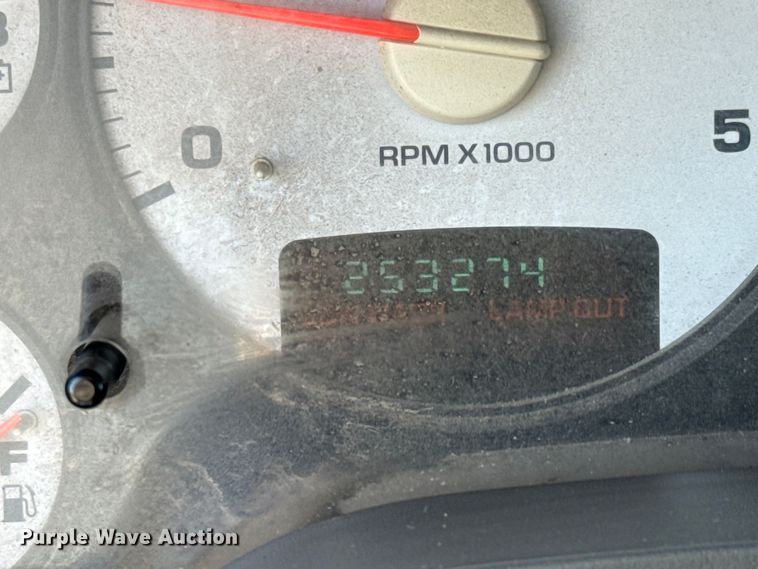 0
RPM X1000
5
253274
LAMP OUT
F
Purple Wave Auction